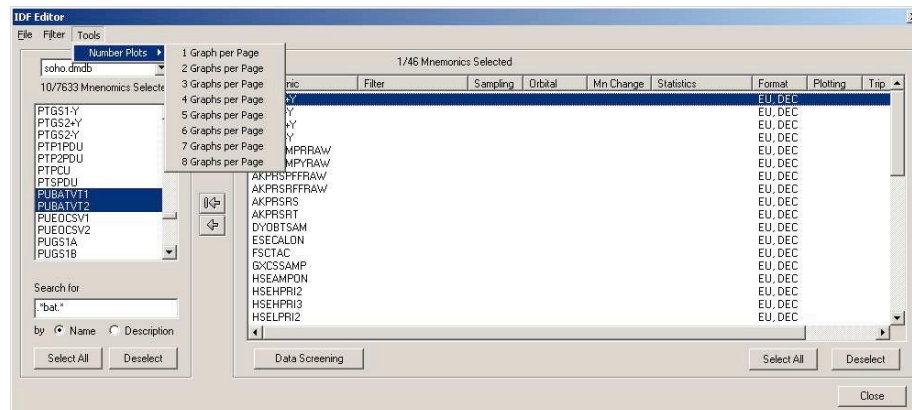 IDF Editor
File Filter Tools
Number Plots
1 Graph per Page
2 Graphs per Page
3 Graphs per Page
4 Graphs per Page
5 Graphs per Page
6 Graphs per Page
7 Graphs per Page
8 Graphs per Page
soho.dmdb
10/7633 Mnemonics Selecte
PTGS1-Y
PTGS2+Y
PTGS2-Y
PTP1PDU
PTP2PDU
PTPCU
PTSPDU
PUBATVT1
PUBATVT2
PUEOCSV1
PUEOCSV2
PUGS1A
PUGS1B
Search for
.*bat.*
by Name Description
Select All Deselect
1/46 Mnemonics Selected
nic Filter Sampling Orbital Mn Change Statistics Format Plotting Trip
+Y EU, DEC
-Y EU, DEC
+Y EU, DEC
-Y EU, DEC
MPRRAW EU, DEC
MPYRAW EU, DEC
AKPRSPFFRAW EU, DEC
AKPRSRFFRAW EU, DEC
AKPRSRS EU, DEC
AKPRSRT EU, DEC
DYOBTSAM EU, DEC
ESECALON EU, DEC
FSCTAC EU, DEC
GXCSSAMP EU, DEC
HSEAMPON EU, DEC
HSEHPRI2 EU, DEC
HSEHPRI3 EU, DEC
HSELPRI2 EU, DEC
Data Screening Select All Deselect
Close